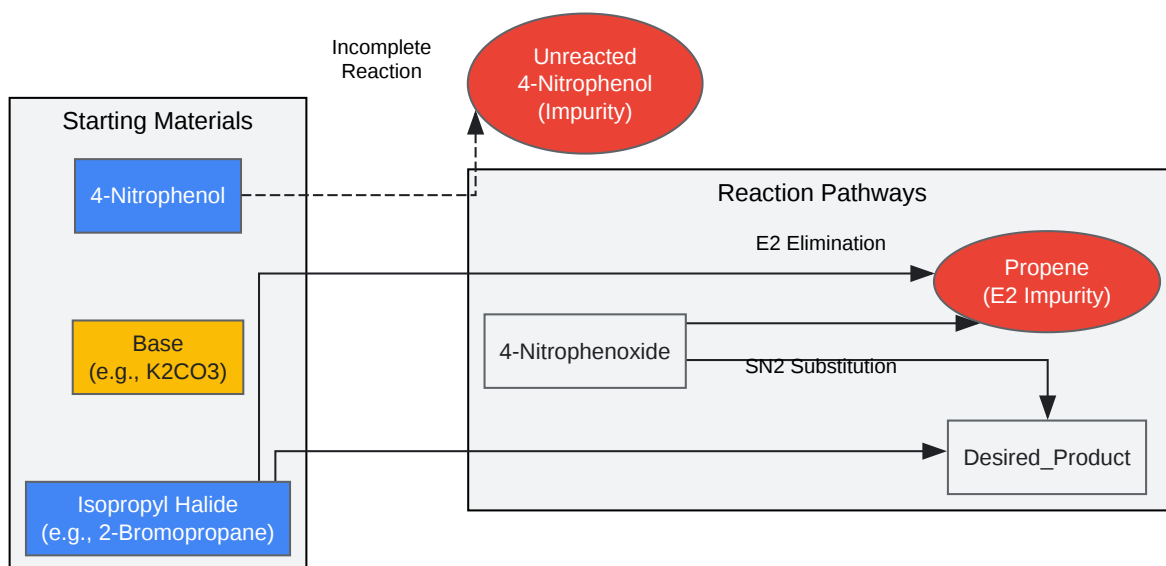 Incomplete
Reaction
Unreacted
4-Nitrophenol
(Impurity)
Starting Materials
4-Nitrophenol
Base
(e.g., K2CO3)
Isopropyl Halide
(e.g., 2-Bromopropane)
Reaction Pathways
E2 Elimination
Propene
(E2 Impurity)
4-Nitrophenoxide
SN2 Substitution
Desired_Product